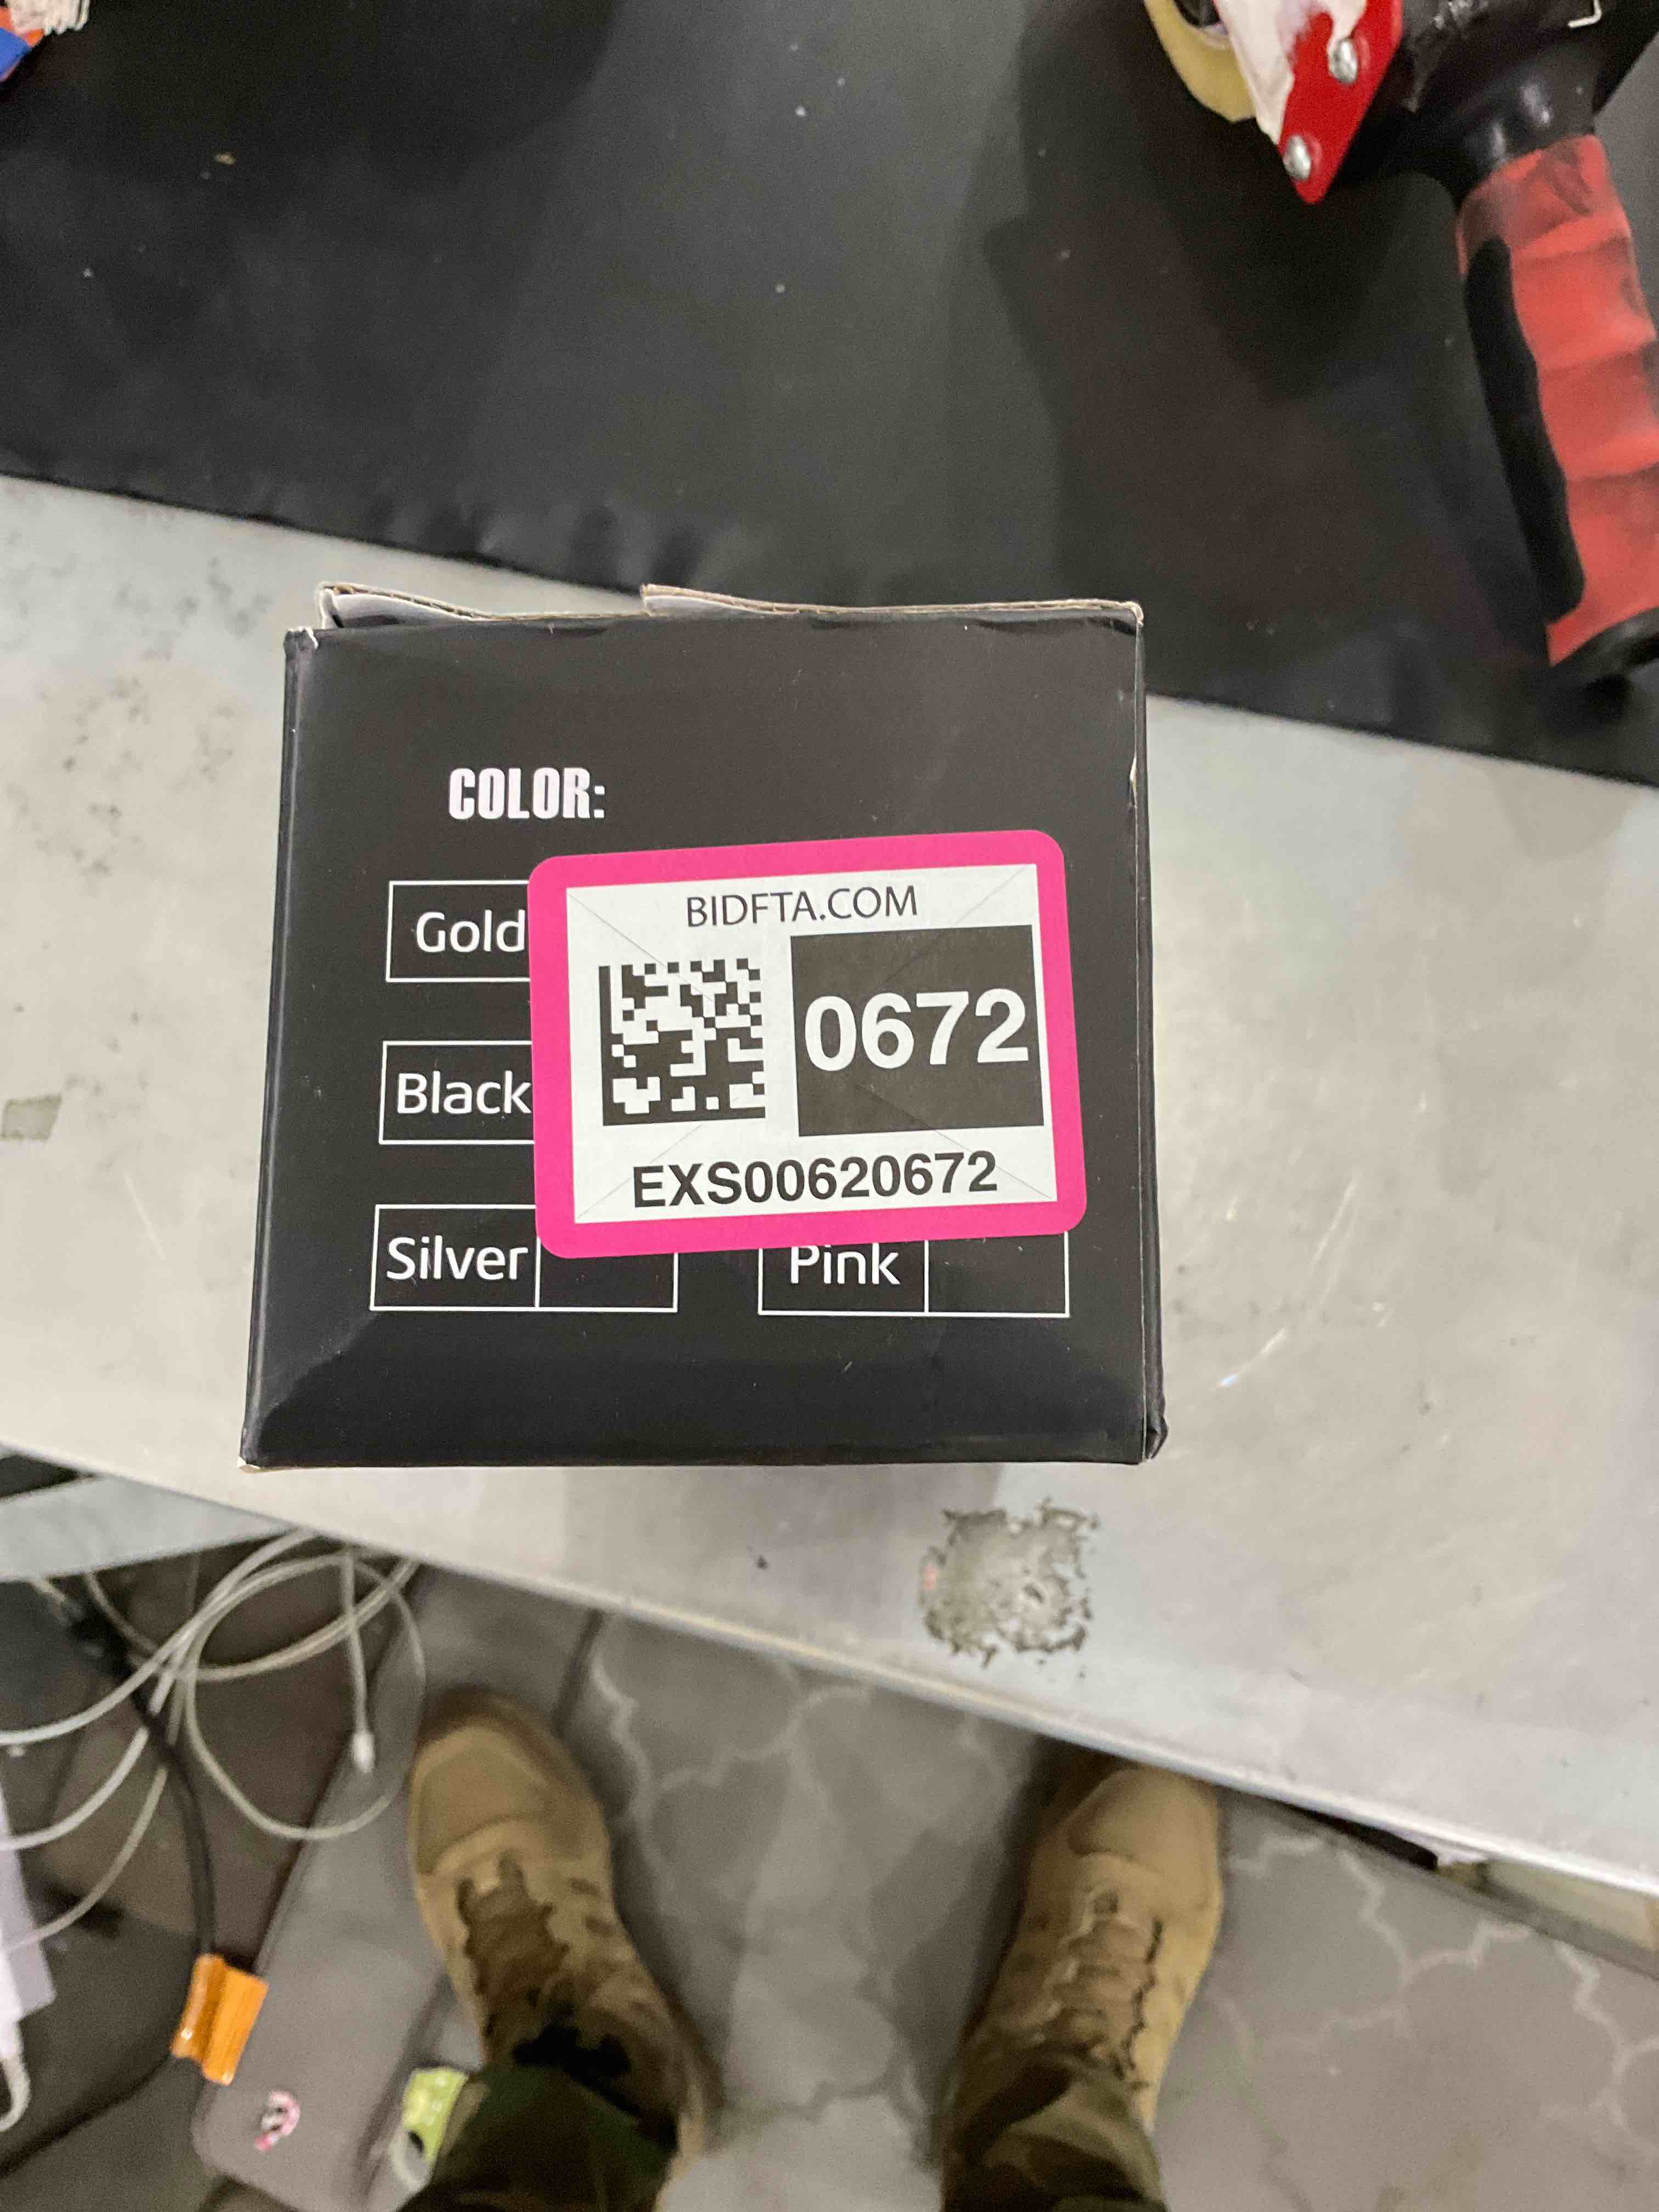 COLOR:
Gold
BIDFTA.COM
0672
Black
EXS00620672
Silver
Pink